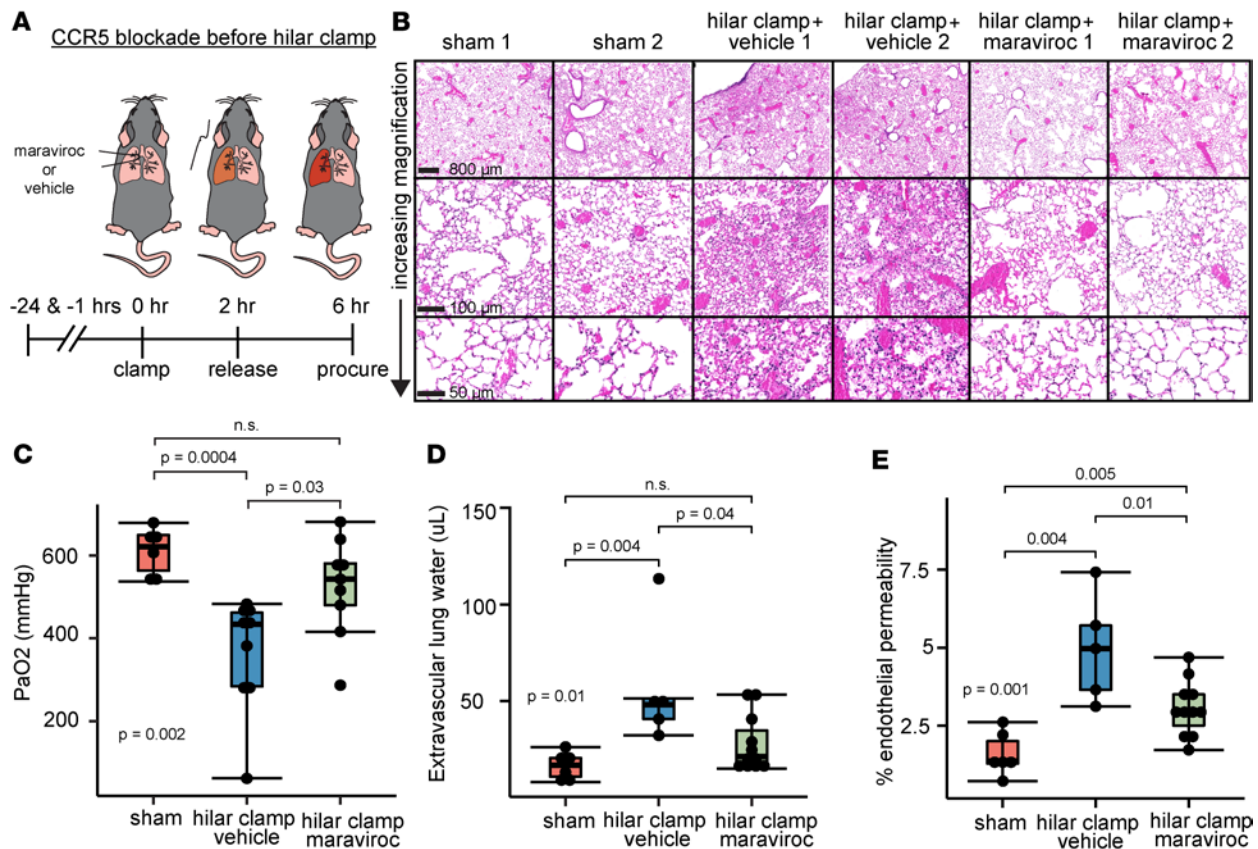 A
CCR5 blockade before hilar clamp
maraviroc
or
vehicle
-24 & -1 hrs 0 hr 2 hr 6 hr
clamp release procure
B
sham 1 sham 2 hilar clamp+ vehicle 1 hilar clamp+ vehicle 2 hilar clamp+ maraviroc 1 hilar clamp+ maraviroc 2
increasing magnification
800 µm
100 µm
50 µm
C
n.s.
p = 0.0004
p = 0.03
PaO2 (mmHg)
600
400
200
p = 0.002
sham hilar clamp vehicle hilar clamp maraviroc
D
n.s.
p = 0.04
p = 0.004
Extravascular lung water (uL)
150
100
50
p = 0.01
sham hilar clamp vehicle hilar clamp maraviroc
E
0.005
0.01
0.004
% endothelial permeability
7.5
5
2.5
p = 0.001
sham hilar clamp vehicle hilar clamp maraviroc